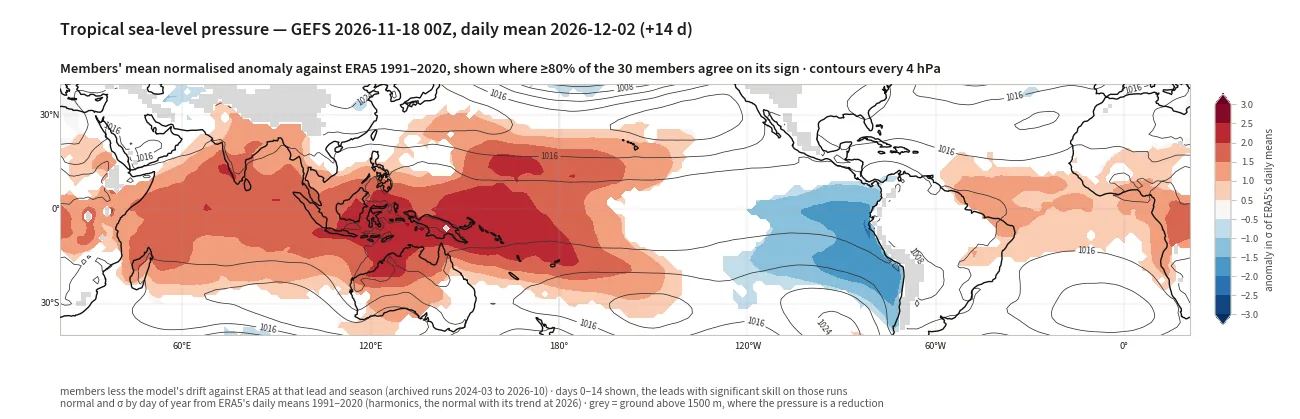 Tropical sea-level pressure — GEFS 2026-11-18 00Z, daily mean 2026-12-02 (+14 d)
Members' mean normalised anomaly against ERA5 1991–2020, shown where ≥80% of the 30 members agree on its sign · contours every 4 hPa
1016
1008
1016
1016
1016
1016
1016
1016
1016
1016
1008
1016
1016
1016
1016
1024
30°N
0°
30°S
60°E
120°E
180°
120°W
60°W
0°
3.0
2.5
2.0
1.5
1.0
0.5
−0.5
−1.0
−1.5
−2.0
−2.5
−3.0
anomaly in σ of ERA5's daily means
members less the model's drift against ERA5 at that lead and season (archived runs 2024-03 to 2026-10) · days 0–14 shown, the leads with significant skill on those runs
normal and σ by day of year from ERA5's daily means 1991–2020 (harmonics, the normal with its trend at 2026) · grey = ground above 1500 m, where the pressure is a reduction